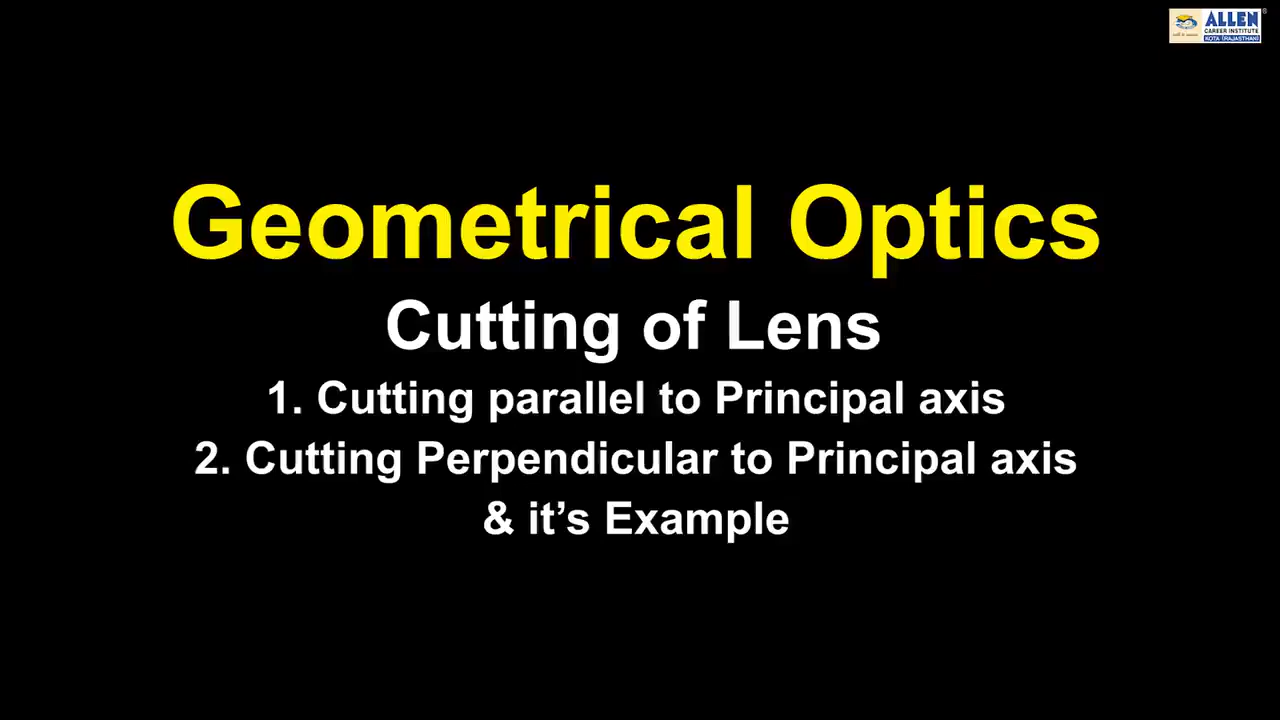 ALLEN
CAREER INSTITUTE
KOTA (RAJASTHAN)
Geometrical Optics
Cutting of Lens
1. Cutting parallel to Principal axis
2. Cutting Perpendicular to Principal axis
& it’s Example